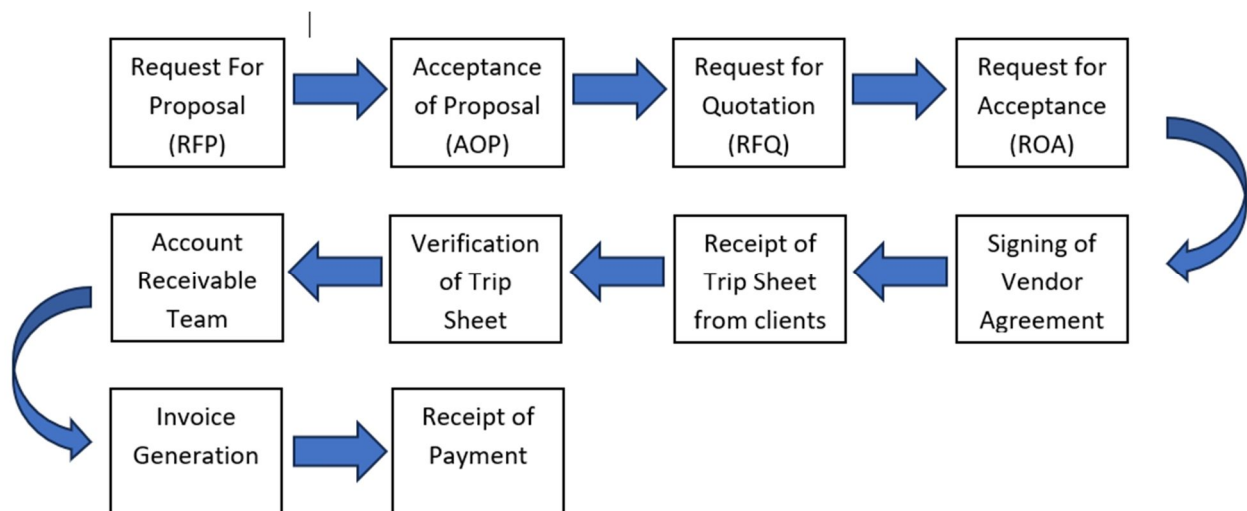 Request For
Proposal
(RFP)
Acceptance
of Proposal
(AOP)
Request for
Quotation
(RFQ)
Request for
Acceptance
(ROA)
Signing of
Vendor
Agreement
Receipt of
Trip Sheet
from clients
Verification
of Trip
Sheet
Account
Receivable
Team
Invoice
Generation
Receipt of
Payment